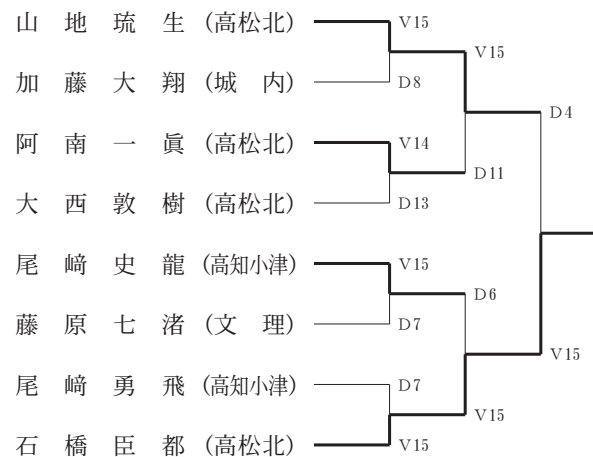 山地琉生（高松北） V15
V15
加藤大翔（城内） D8
D4
阿南一眞（高松北） V14
D11
大西敦樹（高松北） D13
尾﨑史龍（高知小津） V15
D6
藤原七渚（文理） D7
V15
尾﨑勇飛（高知小津） D7
V15
石橋臣都（高松北） V15